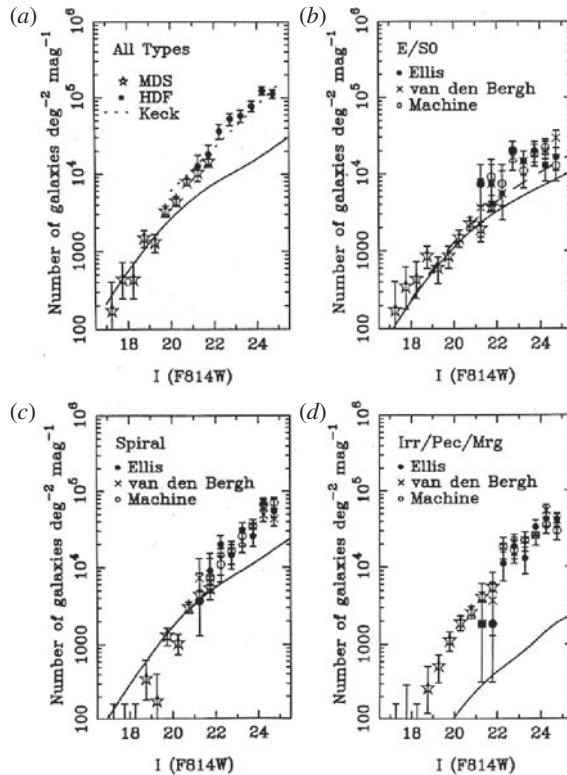 (a)
All Types
MDS
HDF
Keck
Number of galaxies deg⁻² mag⁻¹
10⁶
10⁵
10⁴
1000
100
18 20 22 24
I (F814W)
(b)
E/S0
Ellis
van den Bergh
Machine
Number of galaxies deg⁻² mag⁻¹
10⁶
10⁵
10⁴
1000
100
18 20 22 24
I (F814W)
(c)
Spiral
Ellis
van den Bergh
Machine
Number of galaxies deg⁻² mag⁻¹
10⁶
10⁵
10⁴
1000
100
18 20 22 24
I (F814W)
(d)
Irr/Pec/Mrg
Ellis
van den Bergh
Machine
Number of galaxies deg⁻² mag⁻¹
10⁶
10⁵
10⁴
1000
100
18 20 22 24
I (F814W)